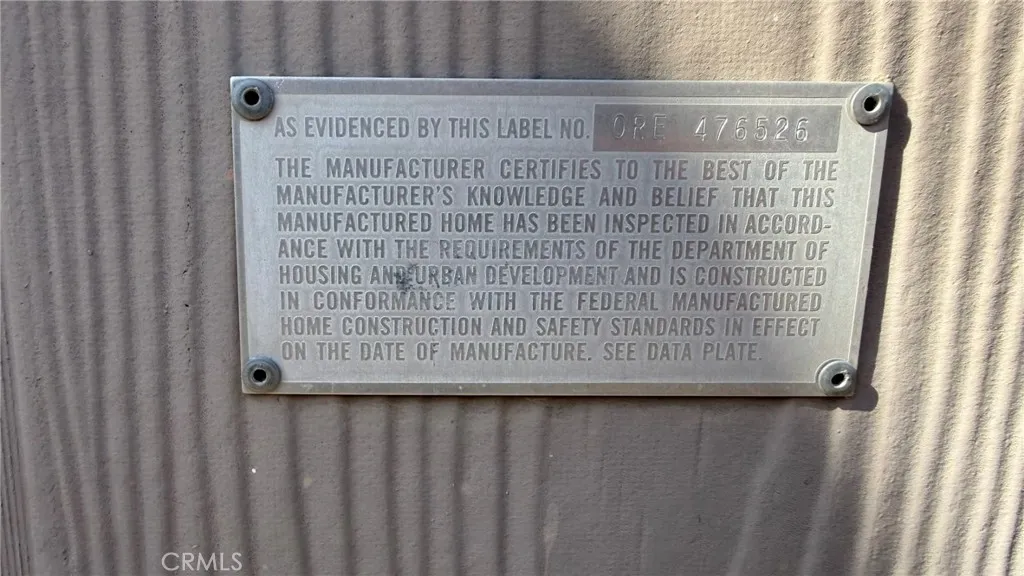 AS EVIDENCED BY THIS LABEL NO. ORE 476526
THE MANUFACTURER CERTIFIES TO THE BEST OF THE
MANUFACTURER'S KNOWLEDGE AND BELIEF THAT THIS
MANUFACTURED HOME HAS BEEN INSPECTED IN ACCORD-
ANCE WITH THE REQUIREMENTS OF THE DEPARTMENT OF
HOUSING AND URBAN DEVELOPMENT AND IS CONSTRUCTED
IN CONFORMANCE WITH THE FEDERAL MANUFACTURED
HOME CONSTRUCTION AND SAFETY STANDARDS IN EFFECT
ON THE DATE OF MANUFACTURE. SEE DATA PLATE.
CRMLS